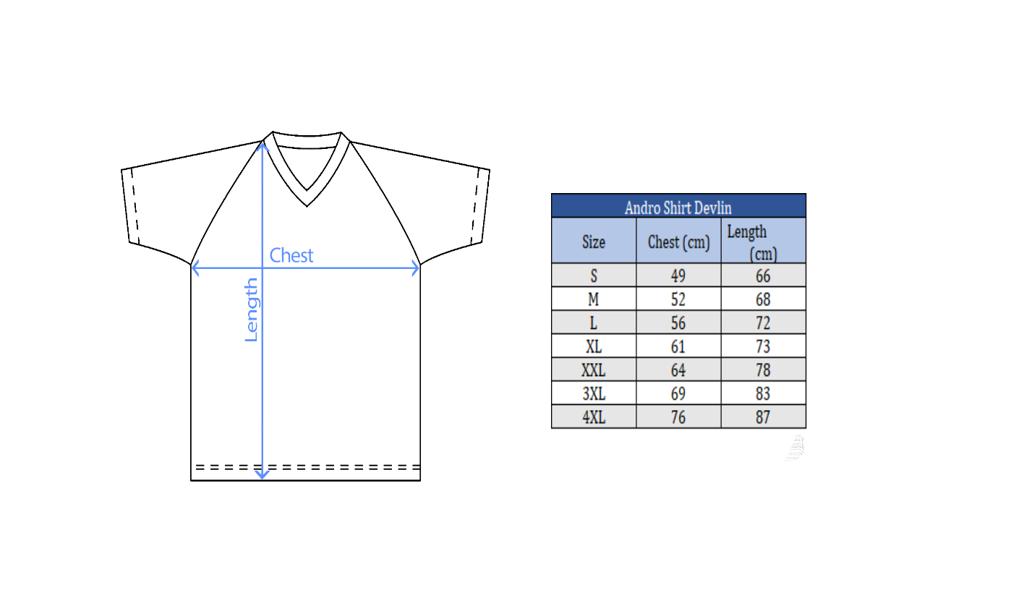 Chest
Length
Andro Shirt Devlin
Size Chest (cm) Length
(cm)
S 49 66
M 52 68
L 56 72
XL 61 73
XXL 64 78
3XL 69 83
4XL 76 87